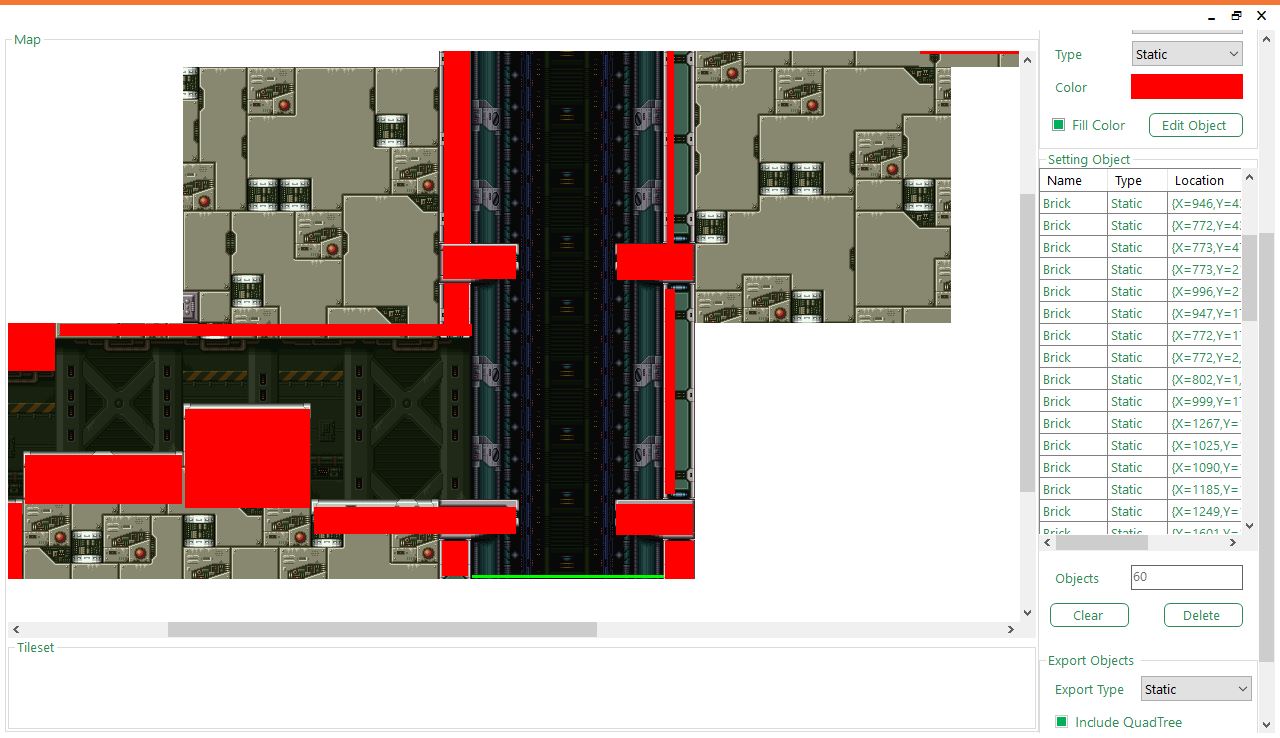 Map
Type
Static
Color
Fill Color
Edit Object
Setting Object
Name Type Location
Brick Static {X=946,Y=4
Brick Static {X=772,Y=4
Brick Static {X=773,Y=4
Brick Static {X=773,Y=2
Brick Static {X=996,Y=2
Brick Static {X=947,Y=1
Brick Static {X=772,Y=1
Brick Static {X=772,Y=2,
Brick Static {X=802,Y=1,
Brick Static {X=999,Y=1
Brick Static {X=1267,Y=
Brick Static {X=1025,Y=
Brick Static {X=1090,Y=
Brick Static {X=1185,Y=
Brick Static {X=1249,Y=
Brick Static {X=1601,Y=
Objects
60
Clear
Delete
Tileset
Export Objects
Export Type
Static
Include QuadTree